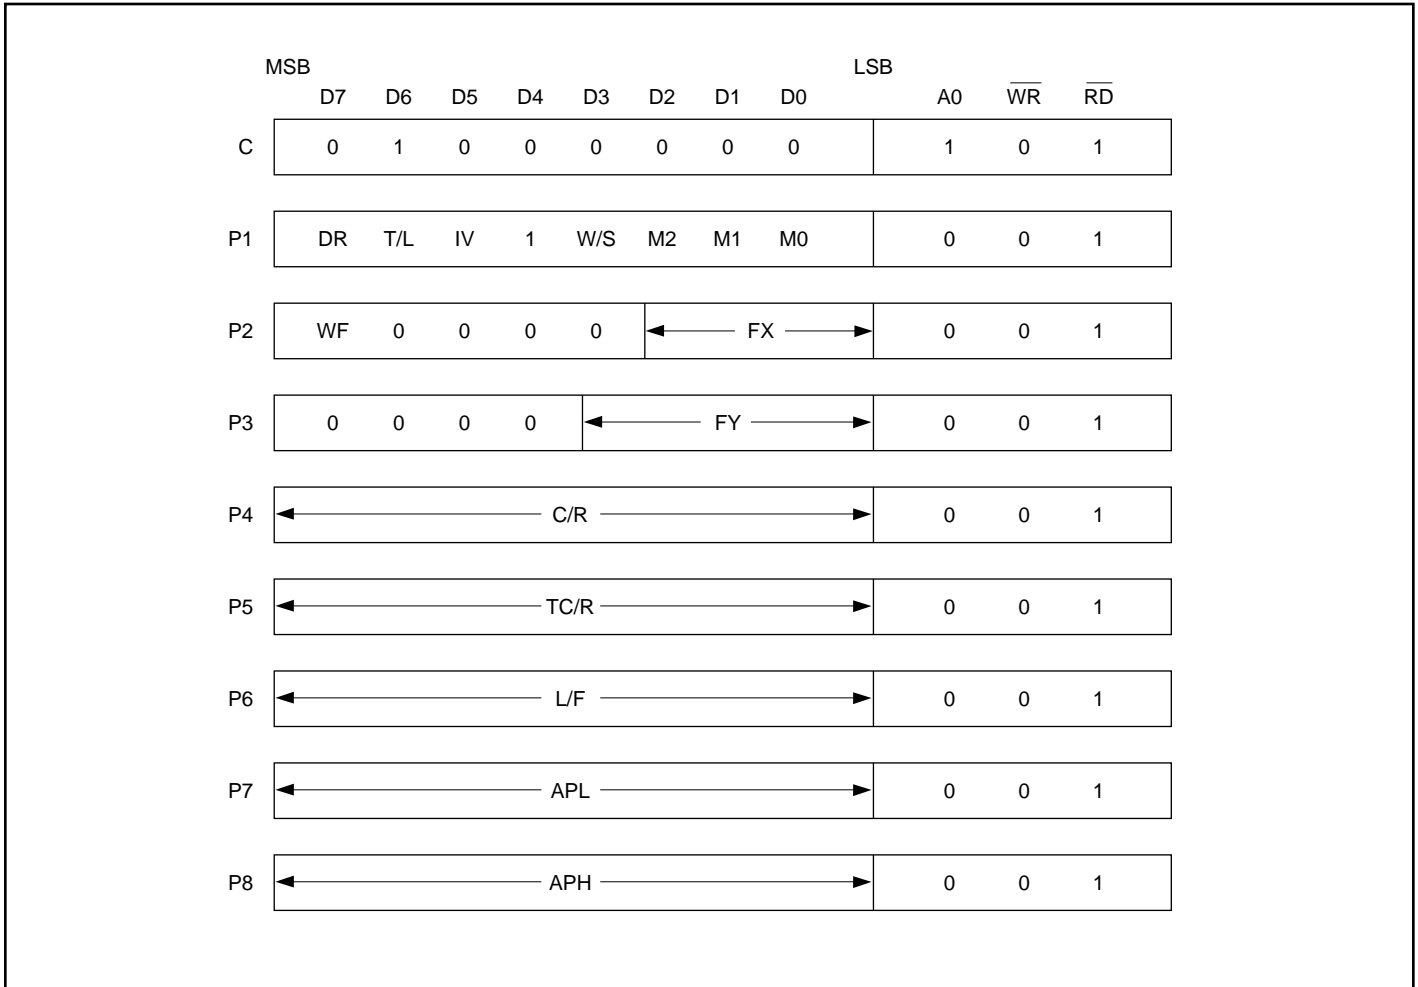 MSB LSB
D7 D6 D5 D4 D3 D2 D1 D0 A0 W̅R̅ R̅D̅
C 0 1 0 0 0 0 0 0 1 0 1
P1 DR T/L IV 1 W/S M2 M1 M0 0 0 1
P2 WF 0 0 0 0 FX 0 0 1
P3 0 0 0 0 FY 0 0 1
P4 C/R 0 0 1
P5 TC/R 0 0 1
P6 L/F 0 0 1
P7 APL 0 0 1
P8 APH 0 0 1